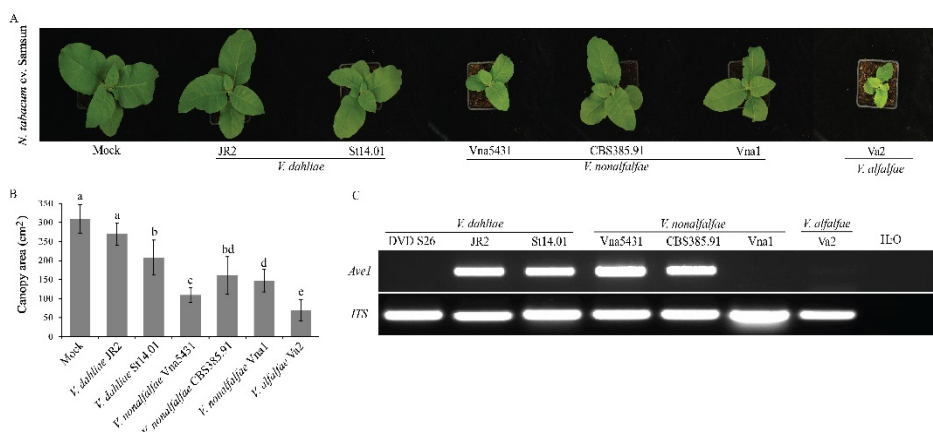 A
N. tabacum cv. Samsun
Mock
JR2
St14.01
Vna5431
CBS385.91
Vna1
Va2
V. dahliae
V. nonalfalfae
V. alfalfae
B
Canopy area (cm²)
350
300
250
200
150
100
50
0
a
a
b
c
bd
d
e
Mock
V. dahliae JR2
V. dahliae St14.01
V. nonalfalfae Vna5431
V. nonalfalfae CBS385.91
V. nonalfalfae Vna1
V. alfalfae Va2
C
V. dahliae
V. nonalfalfae
V. alfalfae
DVD S26
JR2
St14.01
Vna5431
CBS385.91
Vna1
Va2
H₂O
Ave1
ITS